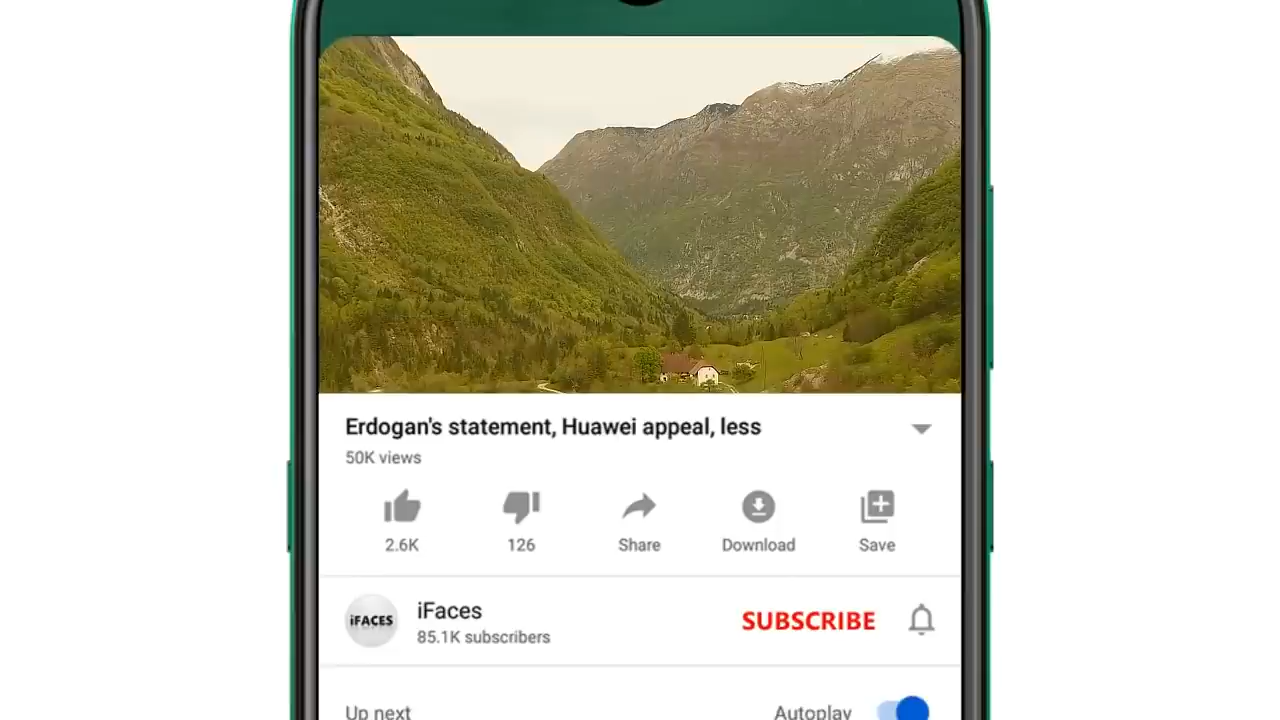 Erdogan's statement, Huawei appeal, less
50K views
2.6K
126
Share
Download
Save
iFACES
iFaces
85.1K subscribers
SUBSCRIBE
Up next
Autoplay